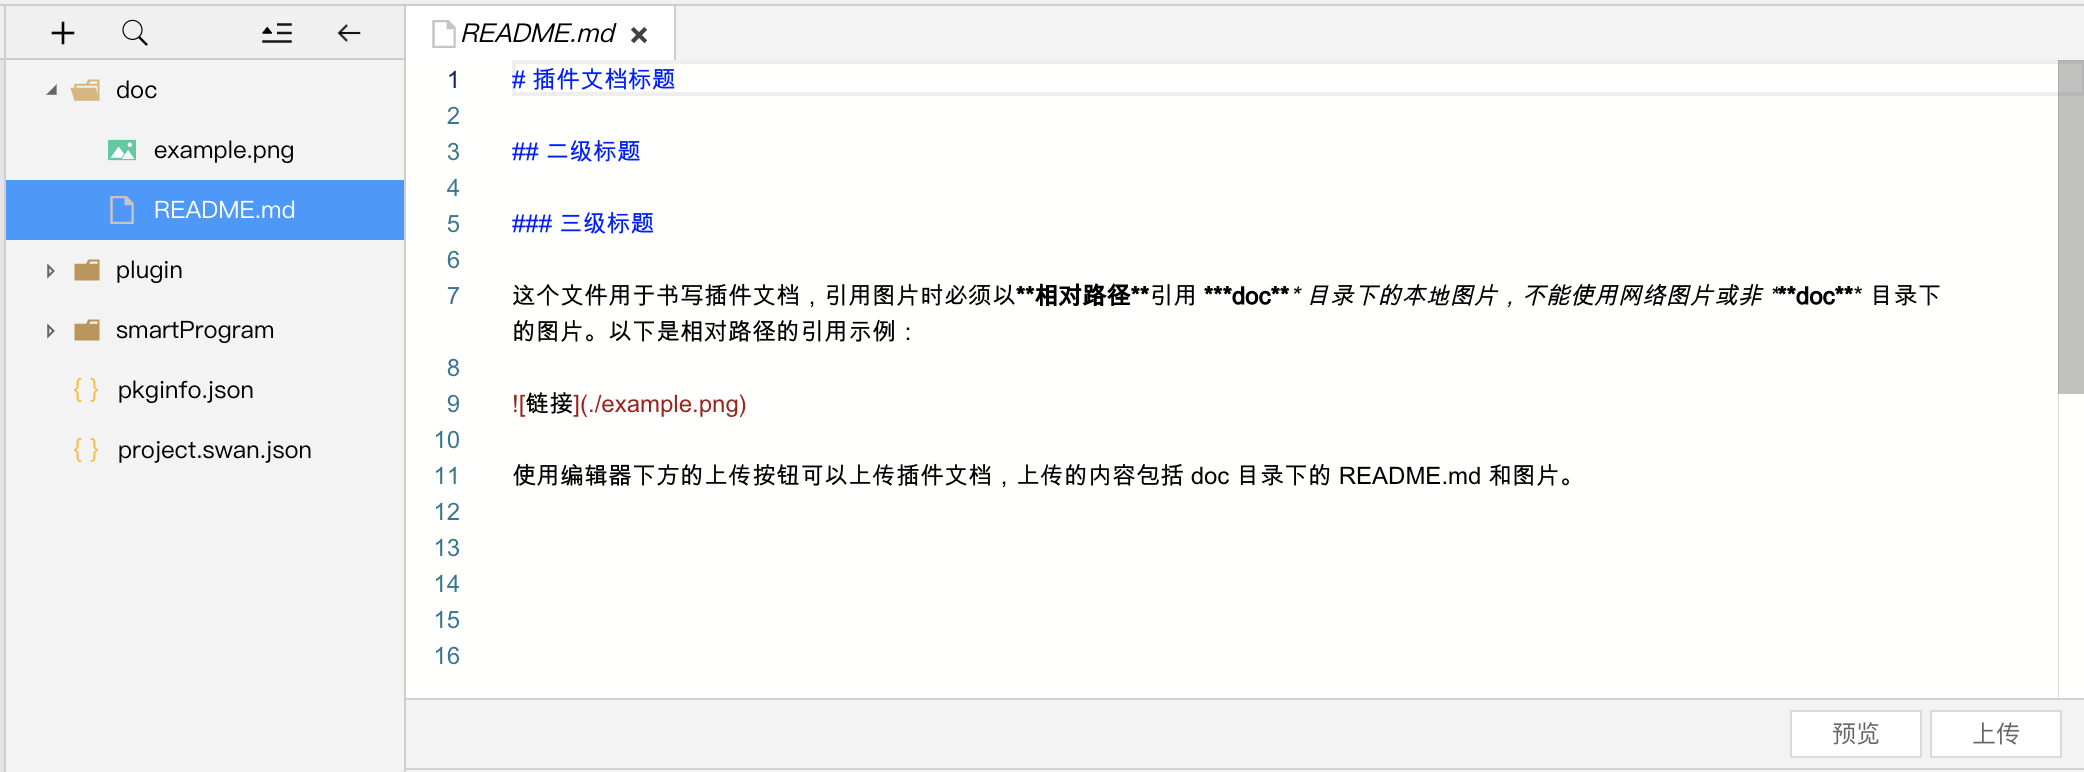 README.md
doc
example.png
README.md
plugin
smartProgram
{ } pkginfo.json
{ } project.swan.json
1 # 插件文档标题
2
3 ## 二级标题
4
5 ### 三级标题
6
7 这个文件用于书写插件文档，引用图片时必须以**相对路径**引用 ***doc*** 目录下的本地图片，不能使用网络图片或非 ***doc*** 目录下
的图片。以下是相对路径的引用示例：
8
9 ![链接](./example.png)
10
11 使用编辑器下方的上传按钮可以上传插件文档，上传的内容包括 doc 目录下的 README.md 和图片。
12
13
14
15
16
预览 上传